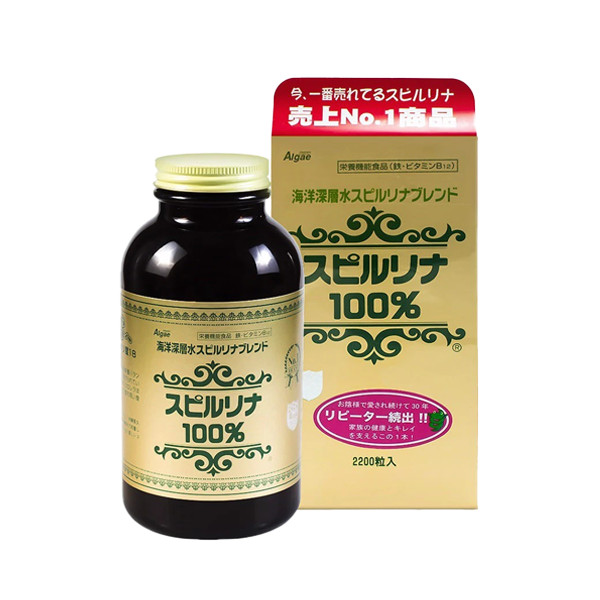 今、一番売れてるスピルリナ
売上No.1商品
Algae
栄養機能食品(鉄・ビタミンB12)
海洋深層水スピルリナブレンド
スピルリナ
100%
®
お陰様で愛され続けて30年
リピーター続出!!
家族の健康とキレイ
を支えるこの1本!
2200粒入
Algae
栄養機能食品 鉄・ビタミンB12
海洋深層水スピルリナブレンド
スピルリナ
100%